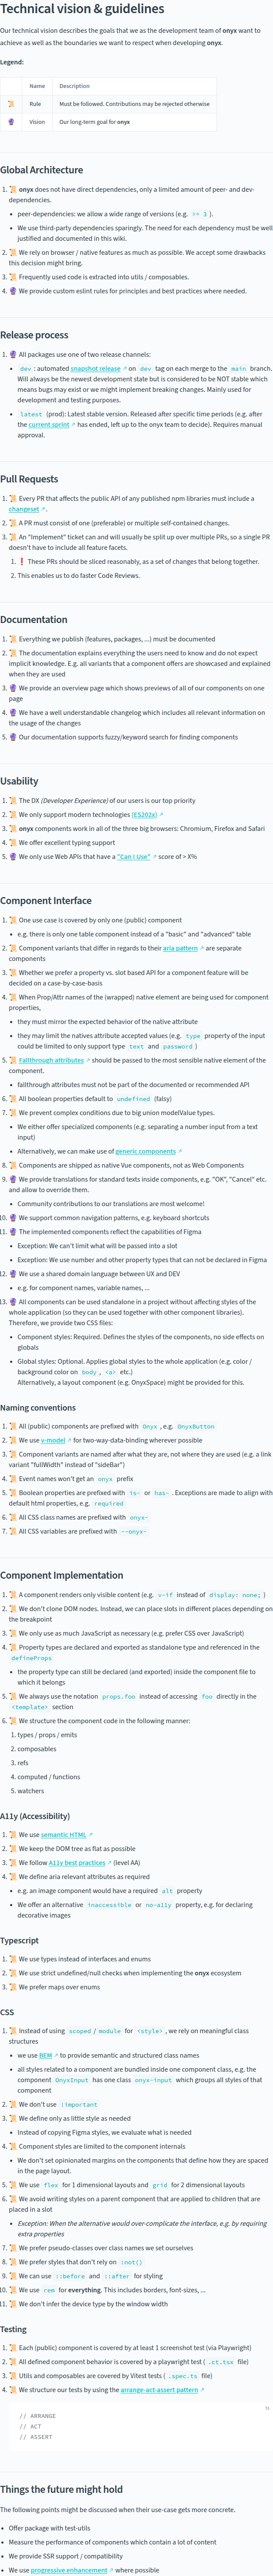 Technical vision & guidelines
Our technical vision describes the goals that we as the development team of onyx want to
achieve as well as the boundaries we want to respect when developing onyx.
Legend:
Name Description
📜 Rule Must be followed. Contributions may be rejected otherwise
🔮 Vision Our long-term goal for onyx
Global Architecture
1. 📜 onyx does not have direct dependencies, only a limited amount of peer- and dev-
dependencies.
• peer-dependencies: we allow a wide range of versions (e.g. >= 3 ).
• We use third-party dependencies sparingly. The need for each dependency must be well
justified and documented in this wiki.
2. 📜 We rely on browser / native features as much as possible. We accept some drawbacks
this decision might bring.
3. 📜 Frequently used code is extracted into utils / composables.
4. 🔮 We provide custom eslint rules for principles and best practices where needed.
Release process
1. 🔮 All packages use one of two release channels:
• dev : automated snapshot release ↗ on dev tag on each merge to the main branch.
Will always be the newest development state but is considered to be NOT stable which
means bugs may exist or we might implement breaking changes. Mainly used for
development and testing purposes.
• latest (prod): Latest stable version. Released after specific time periods (e.g. after
the current sprint ↗ has ended, left up to the onyx team to decide). Requires manual
approval.
Pull Requests
1. 📜 Every PR that affects the public API of any published npm libraries must include a
changeset ↗.
2. 📜 A PR must consist of one (preferable) or multiple self-contained changes.
3. 📜 An "Implement" ticket can and will usually be split up over multiple PRs, so a single PR
doesn't have to include all feature facets.
1. ❗ These PRs should be sliced reasonably, as a set of changes that belong together.
2. This enables us to do faster Code Reviews.
Documentation
1. 📜 Everything we publish (features, packages, ...) must be documented
2. 📜 The documentation explains everything the users need to know and do not expect
implicit knowledge. E.g. all variants that a component offers are showcased and explained
when they are used
3. 🔮 We provide an overview page which shows previews of all of our components on one
page
4. 🔮 We have a well understandable changelog which includes all relevant information on
the usage of the changes
5. 🔮 Our documentation supports fuzzy/keyword search for finding components
Usability
1. 📜 The DX (Developer Experience) of our users is our top priority
2. 📜 We only support modern technologies (ES202x) ↗
3. 📜 onyx components work in all of the three big browsers: Chromium, Firefox and Safari
4. 📜 We offer excellent typing support
5. 🔮 We only use Web APIs that have a "Can I Use" ↗ score of > X%
Component Interface
1. 📜 One use case is covered by only one (public) component
• e.g. there is only one table component instead of a "basic" and "advanced" table
2. 📜 Component variants that differ in regards to their aria pattern ↗ are separate
components
3. 📜 Whether we prefer a property vs. slot based API for a component feature will be
decided on a case-by-case-basis
4. 📜 When Prop/Attr names of the (wrapped) native element are being used for component
properties,
• they must mirror the expected behavior of the native attribute
• they may limit the natives attribute accepted values (e.g. type property of the input
could be limited to only support type text and password )
5. 📜 Fallthrough attributes ↗ should be passed to the most sensible native element of the
component.
• fallthrough attributes must not be part of the documented or recommended API
6. 📜 All boolean properties default to undefined (falsy)
7. 📜 We prevent complex conditions due to big union modelValue types.
• We either offer specialized components (e.g. separating a number input from a text
input)
• Alternatively, we can make use of generic components ↗
8. 📜 Components are shipped as native Vue components, not as Web Components
9. 🔮 We provide translations for standard texts inside components, e.g. "OK", "Cancel" etc.
and allow to override them.
• Community contributions to our translations are most welcome!
10. 🔮 We support common navigation patterns, e.g. keyboard shortcuts
11. 🔮 The implemented components reflect the capabilities of Figma
• Exception: We can't limit what will be passed into a slot
• Exception: We use number and other property types that can not be declared in Figma
12. 🔮 We use a shared domain language between UX and DEV
• e.g. for component names, variable names, ...
13. 🔮 All components can be used standalone in a project without affecting styles of the
whole application (so they can be used together with other component libraries).
Therefore, we provide two CSS files:
• Component styles: Required. Defines the styles of the components, no side effects on
globals
• Global styles: Optional. Applies global styles to the whole application (e.g. color /
background color on body , <a> etc.)
Alternatively, a layout component (e.g. OnyxSpace) might be provided for this.
Naming conventions
1. 📜 All (public) components are prefixed with Onyx , e.g. OnyxButton
2. 📜 We use v-model ↗ for two-way-data-binding wherever possible
3. 📜 Component variants are named after what they are, not where they are used (e.g. a link
variant "fullWidth" instead of "sideBar")
4. 📜 Event names won't get an onyx prefix
5. 📜 Boolean properties are prefixed with is- or has- . Exceptions are made to align with
default html properties, e.g. required
6. 📜 All CSS class names are prefixed with onyx-
7. 📜 All CSS variables are prefixed with --onyx-
Component Implementation
1. 📜 A component renders only visible content (e.g. v-if instead of display: none; )
2. 📜 We don't clone DOM nodes. Instead, we can place slots in different places depending on
the breakpoint
3. 📜 We only use as much JavaScript as necessary (e.g. prefer CSS over JavaScript)
4. 📜 Property types are declared and exported as standalone type and referenced in the
defineProps
• the property type can still be declared (and exported) inside the component file to
which it belongs
5. 📜 We always use the notation props.foo instead of accessing foo directly in the
<template> section
6. 📜 We structure the component code in the following manner:
1. types / props / emits
2. composables
3. refs
4. computed / functions
5. watchers
A11y (Accessibility)
1. 📜 We use semantic HTML ↗
2. 📜 We keep the DOM tree as flat as possible
3. 📜 We follow A11y best practices ↗ (level AA)
4. 📜 We define aria relevant attributes as required
• e.g. an image component would have a required alt property
• We offer an alternative inaccessible or no-a11y property, e.g. for declaring
decorative images
Typescript
1. 📜 We use types instead of interfaces and enums
2. 📜 We use strict undefined/null checks when implementing the onyx ecosystem
3. 📜 We prefer maps over enums
CSS
1. 📜 Instead of using scoped / module for <style> , we rely on meaningful class
structures
• we use BEM ↗ to provide semantic and structured class names
• all styles related to a component are bundled inside one component class, e.g. the
component OnyxInput has one class onyx-input which groups all styles of that
component
2. 📜 We don't use !important
3. 📜 We define only as little style as needed
• Instead of copying Figma styles, we evaluate what is needed
4. 📜 Component styles are limited to the component internals
• We don't set opinionated margins on the components that define how they are spaced
in the page layout.
5. 📜 We use flex for 1 dimensional layouts and grid for 2 dimensional layouts
6. 📜 We avoid writing styles on a parent component that are applied to children that are
placed in a slot
• Exception: When the alternative would over-complicate the interface, e.g. by requiring
extra properties
7. 📜 We prefer pseudo-classes over class names we set ourselves
8. 📜 We prefer styles that don't rely on :not()
9. 📜 We can use ::before and ::after for styling
10. 📜 We use rem for everything. This includes borders, font-sizes, ...
11. 📜 We don't infer the device type by the window width
Testing
1. 📜 Each (public) component is covered by at least 1 screenshot test (via Playwright)
2. 📜 All defined component behavior is covered by a playwright test ( .ct.tsx file)
3. 📜 Utils and composables are covered by Vitest tests ( .spec.ts file)
4. 📜 We structure our tests by using the arrange-act-assert pattern ↗
ts
// ARRANGE
// ACT
// ASSERT
Things the future might hold
The following points might be discussed when their use-case gets more concrete.
• Offer package with test-utils
• Measure the performance of components which contain a lot of content
• We provide SSR support / compatibility
• We use progressive enhancement ↗ where possible